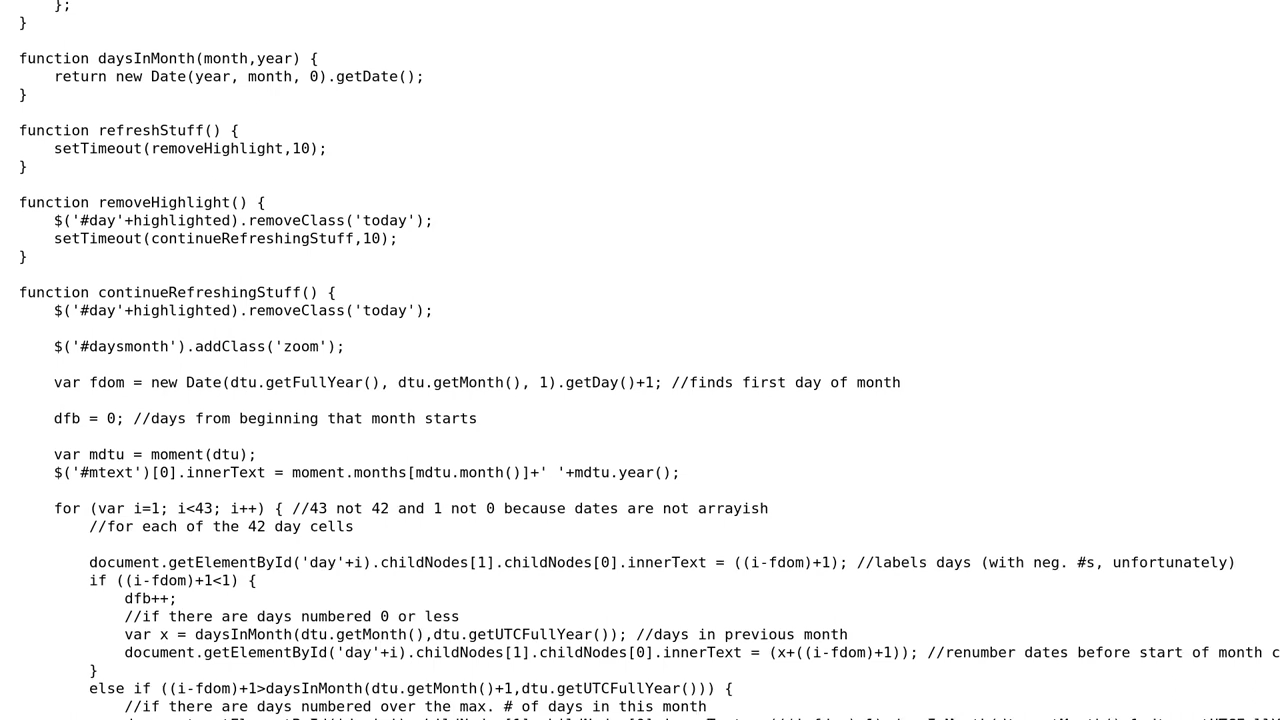 };
}

function daysInMonth(month,year) {
    return new Date(year, month, 0).getDate();
}

function refreshStuff() {
    setTimeout(removeHighlight,10);
}

function removeHighlight() {
    $('#day'+highlighted).removeClass('today');
    setTimeout(continueRefreshingStuff,10);
}

function continueRefreshingStuff() {
    $('#day'+highlighted).removeClass('today');

    $('#daysmonth').addClass('zoom');

    var fdom = new Date(dtu.getFullYear(), dtu.getMonth(), 1).getDay()+1; //finds first day of month

    dfb = 0; //days from beginning that month starts

    var mdtu = moment(dtu);
    $('#mtext')[0].innerText = moment.months[mdtu.month()]+' '+mdtu.year();

    for (var i=1; i<43; i++) { //43 not 42 and 1 not 0 because dates are not arrayish
        //for each of the 42 day cells

        document.getElementById('day'+i).childNodes[1].childNodes[0].innerText = ((i-fdom)+1); //labels days (with neg. #s, unfortunately)
        if ((i-fdom)+1<1) {
            dfb++;
            //if there are days numbered 0 or less
            var x = daysInMonth(dtu.getMonth(),dtu.getUTCFullYear()); //days in previous month
            document.getElementById('day'+i).childNodes[1].childNodes[0].innerText = (x+((i-fdom)+1)); //renumber dates before start of month
        }
        else if ((i-fdom)+1>daysInMonth(dtu.getMonth()+1,dtu.getUTCFullYear())) {
            //if there are days numbered over the max. # of days in this month